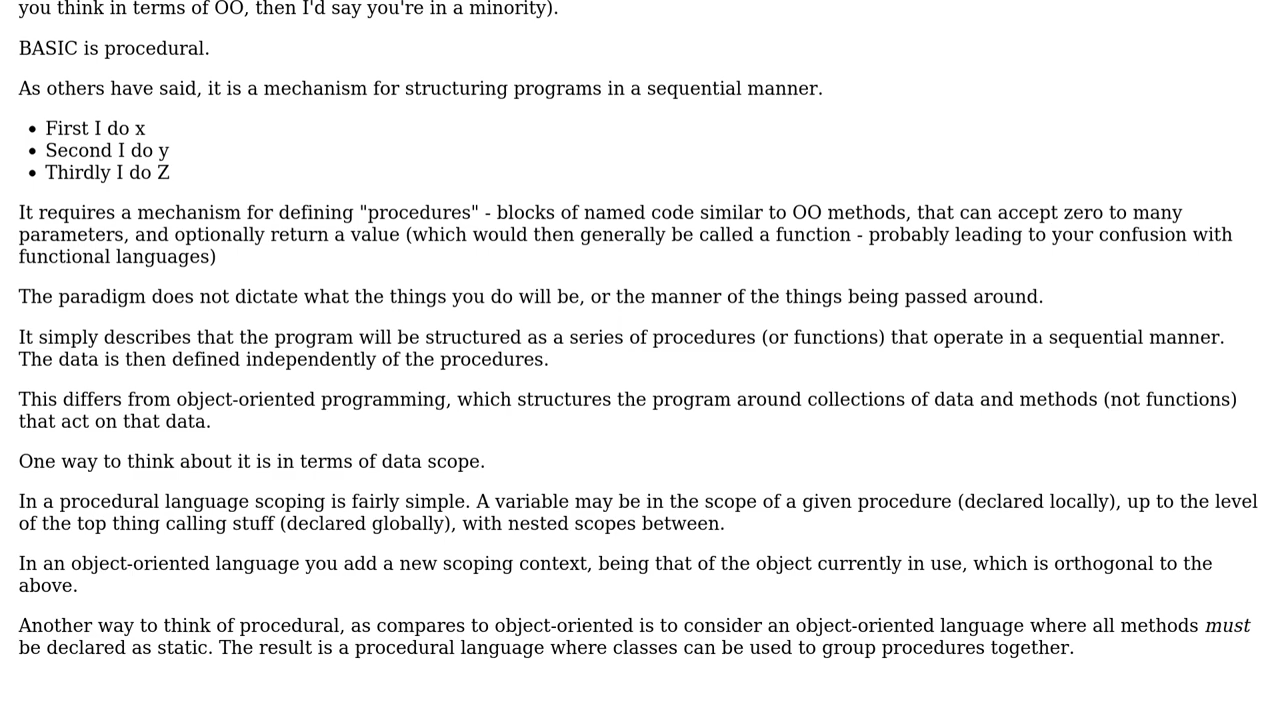 you think in terms of OO, then I'd say you're in a minority).
BASIC is procedural.
As others have said, it is a mechanism for structuring programs in a sequential manner.
• First I do x
• Second I do y
• Thirdly I do Z
It requires a mechanism for defining "procedures" - blocks of named code similar to OO methods, that can accept zero to many
parameters, and optionally return a value (which would then generally be called a function - probably leading to your confusion with
functional languages)
The paradigm does not dictate what the things you do will be, or the manner of the things being passed around.
It simply describes that the program will be structured as a series of procedures (or functions) that operate in a sequential manner.
The data is then defined independently of the procedures.
This differs from object-oriented programming, which structures the program around collections of data and methods (not functions)
that act on that data.
One way to think about it is in terms of data scope.
In a procedural language scoping is fairly simple. A variable may be in the scope of a given procedure (declared locally), up to the level
of the top thing calling stuff (declared globally), with nested scopes between.
In an object-oriented language you add a new scoping context, being that of the object currently in use, which is orthogonal to the
above.
Another way to think of procedural, as compares to object-oriented is to consider an object-oriented language where all methods must
be declared as static. The result is a procedural language where classes can be used to group procedures together.